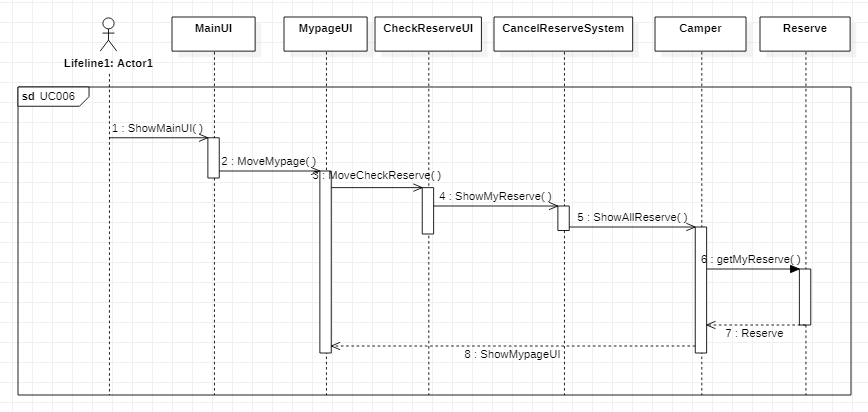 MainUI
MypageUI
CheckReserveUI
CancelReserveSystem
Camper
Reserve
Lifeline1: Actor1
sd UC006
1 : ShowMainUI( )
2 : MoveMypage( )
3 : MoveCheckReserve( )
4 : ShowMyReserve( )
5 : ShowAllReserve( )
6 : getMyReserve( )
7 : Reserve
8 : ShowMypageUI